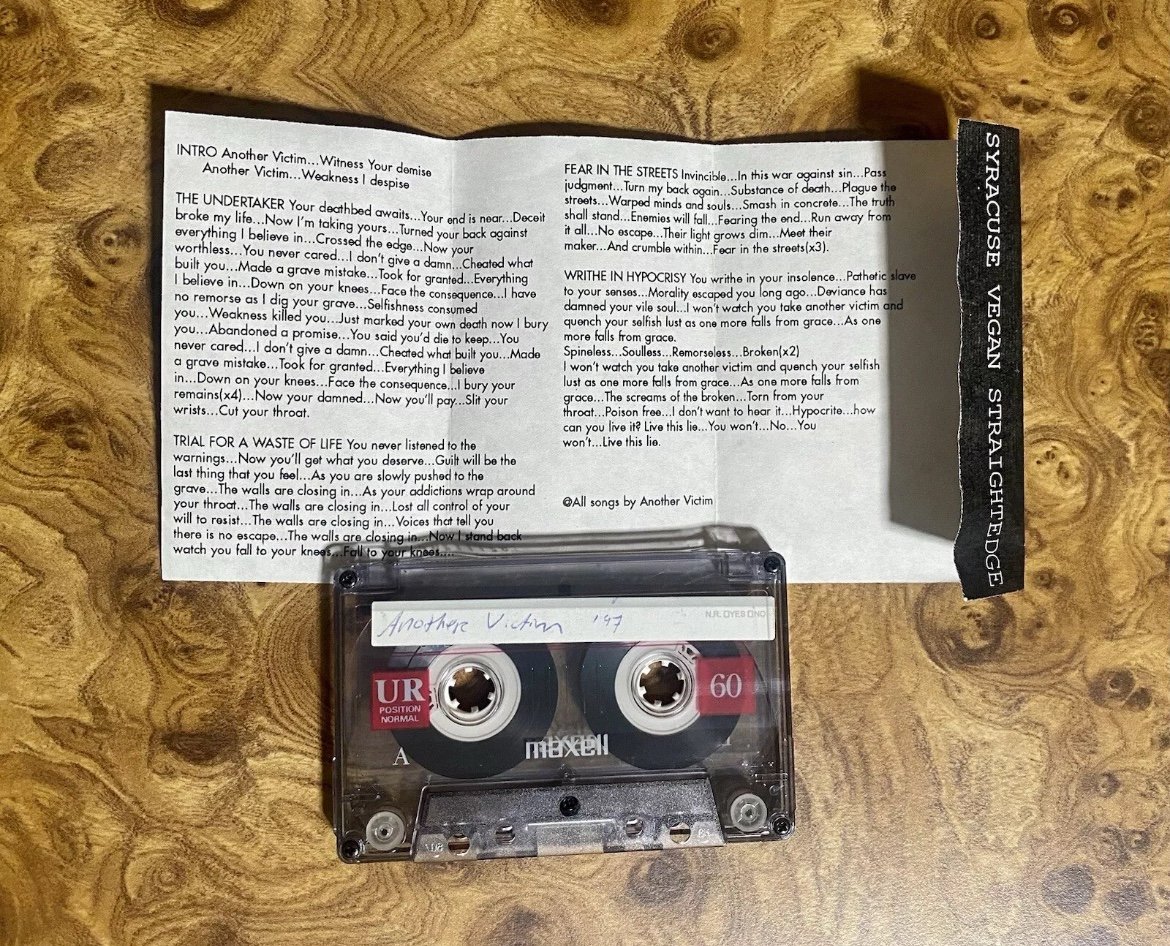 INTRO Another Victim...Witness Your demise
Another Victim...Weakness I despise
THE UNDERTAKER Your deathbed awaits...Your end is near...Deceit
broke my life...Now I'm taking yours...Turned your back against
everything I believe in...Crossed the edge...Now your
worthless...You never cared...I don't give a damn...Cheated what
built you...Made a grave mistake...Took for granted...Everything
I believe in...Down on your knees...Face the consequence...I have
no remorse as I dig your grave...Selfishness consumed
you...Weakness killed you...Just marked your own death now I bury
you...Abandoned a promise...You said you'd die to keep...You
never cared...I don't give a damn...Cheated what built you...Made
a grave mistake...Took for granted...Everything I believe
in...Down on your knees...Face the consequence...I bury your
remains(x4)...Now your damned...Now you'll pay...Slit your
wrists...Cut your throat.
TRIAL FOR A WASTE OF LIFE You never listened to the
warnings...Now you'll get what you deserve...Guilt will be the
last thing that you feel...As you are slowly pushed to the
grave...The walls are closing in...As your addictions wrap around
your throat...The walls are closing in...Lost all control of your
will to resist...The walls are closing in...Voices that tell you
there is no escape...The walls are closing in...Now I stand back
watch you fall to your knees...Fall to your knees....
FEAR IN THE STREETS Invincible...In this war against sin...Pass
judgment...Turn my back again...Substance of death...Plague the
streets...Warped minds and souls...Smash in concrete...The truth
shall stand...Enemies will fall...Fearing the end...Run away from
it all...No escape...Their light grows dim...Meet their
maker...And crumble within...Fear in the streets(x3).
WRITHE IN HYPOCRISY You writhe in your insolence...Pathetic slave
to your senses...Morality escaped you long ago...Deviance has
damned your vile soul...I won't watch you take another victim and
quench your selfish lust as one more falls from grace...As one
more falls from grace.
Spineless...Soulless...Remorseless...Broken(x2)
I won't watch you take another victim and quench your selfish
lust as one more falls from grace...As one more falls from
grace...The screams of the broken...Torn from your
throat...Poison free...I don't want to hear it...Hypocrite...how
can you live it? Live this lie...You won't...No...You
won't...Live this lie.
@All songs by Another Victim
SYRACUSE VEGAN STRAIGHTEDGE
Another Victim '97
N.R. □YES□NO
UR
POSITION
NORMAL
60
maxell
A